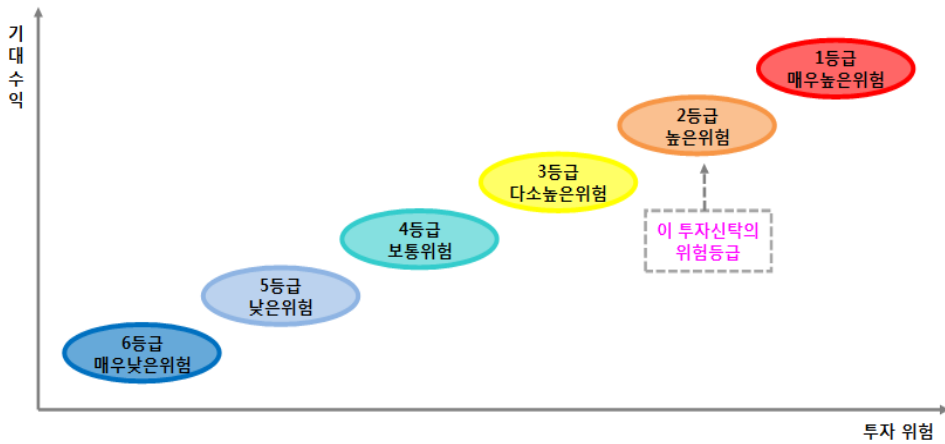 기
대
수
익
1등급
매우높은위험
2등급
높은위험
3등급
다소높은위험
이 투자신탁의
위험등급
4등급
보통위험
5등급
낮은위험
6등급
매우낮은위험
투자 위험